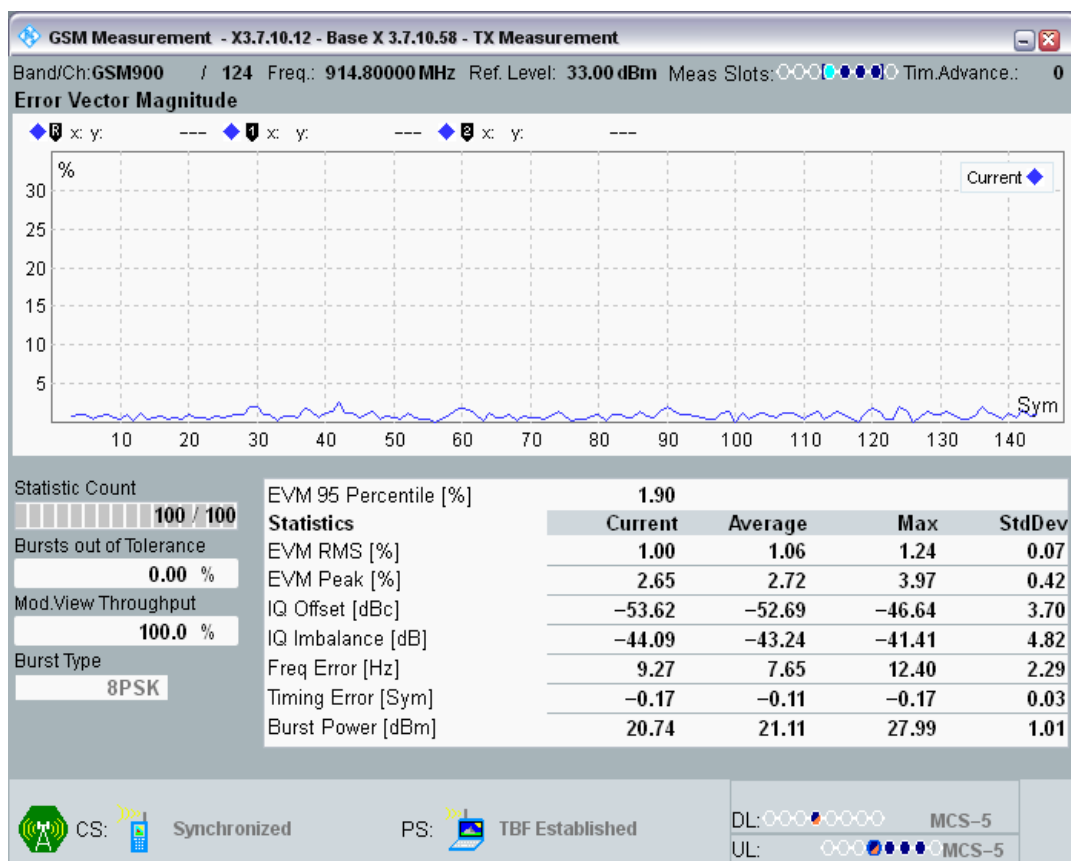 GSM Measurement - X3.7.10.12 - Base X 3.7.10.58 - TX Measurement
Band/Ch:GSM900 / 124 Freq.: 914.80000 MHz Ref. Level: 33.00 dBm Meas Slots: Tim.Advance.: 0
Error Vector Magnitude
R x: y: --- 1 x: y: --- 2 x: y: ---
%
Current
30
25
20
15
10
5
Sym
10 20 30 40 50 60 70 80 90 100 110 120 130 140
Statistic Count
100 / 100
Bursts out of Tolerance
0.00 %
Mod.View Throughput
100.0 %
Burst Type
8PSK
EVM 95 Percentile [%] 1.90
Statistics Current Average Max StdDev
EVM RMS [%] 1.00 1.06 1.24 0.07
EVM Peak [%] 2.65 2.72 3.97 0.42
IQ Offset [dBc] −53.62 −52.69 −46.64 3.70
IQ Imbalance [dB] −44.09 −43.24 −41.41 4.82
Freq Error [Hz] 9.27 7.65 12.40 2.29
Timing Error [Sym] −0.17 −0.11 −0.17 0.03
Burst Power [dBm] 20.74 21.11 27.99 1.01
CS: Synchronized PS: TBF Established
DL: MCS−5
UL: MCS−5